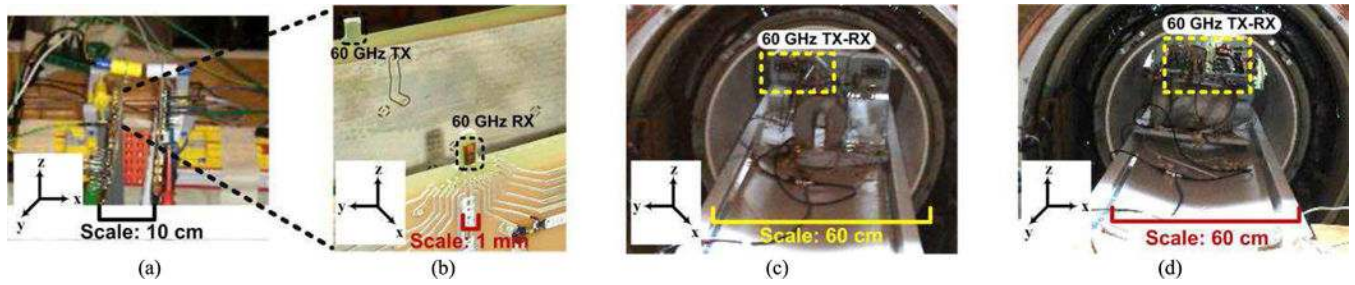 z
x
y
Scale: 10 cm
(a)
60 GHz TX
60 GHz RX
z
y
x
Scale: 1 mm
(b)
60 GHz TX-RX
z
y
x
Scale: 60 cm
(c)
60 GHz TX-RX
z
x
y
Scale: 60 cm
(d)